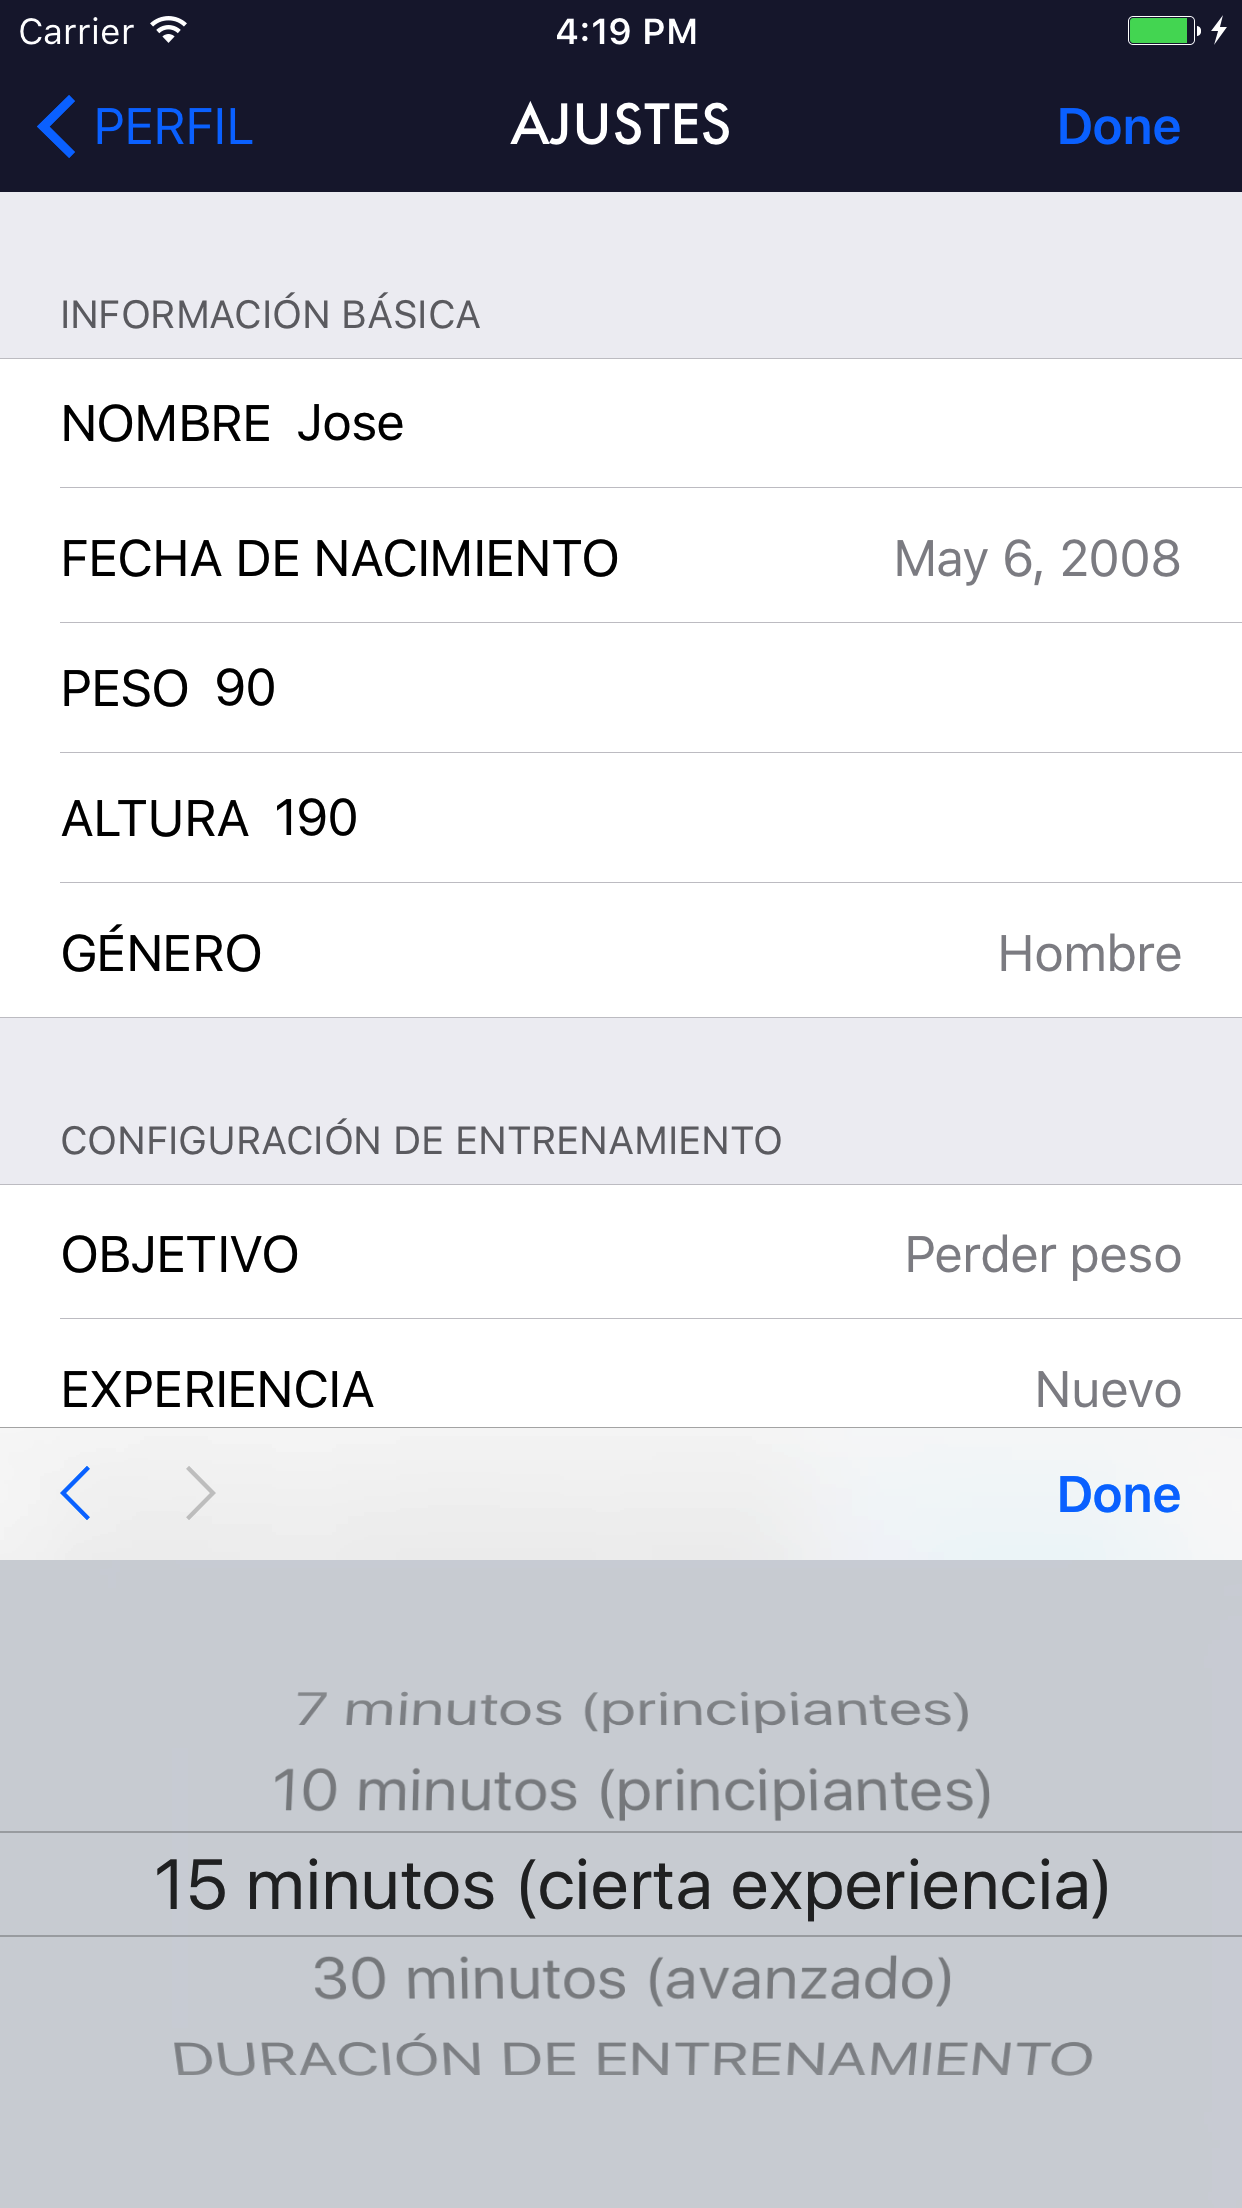 Carrier 4:19 PM
PERFIL AJUSTES Done
INFORMACIÓN BÁSICA
NOMBRE Jose
FECHA DE NACIMIENTO May 6, 2008
PESO 90
ALTURA 190
GÉNERO Hombre
CONFIGURACIÓN DE ENTRENAMIENTO
OBJETIVO Perder peso
EXPERIENCIA Nuevo
Done
7 minutos (principiantes)
10 minutos (principiantes)
15 minutos (cierta experiencia)
30 minutos (avanzado)
DURACIÓN DE ENTRENAMIENTO